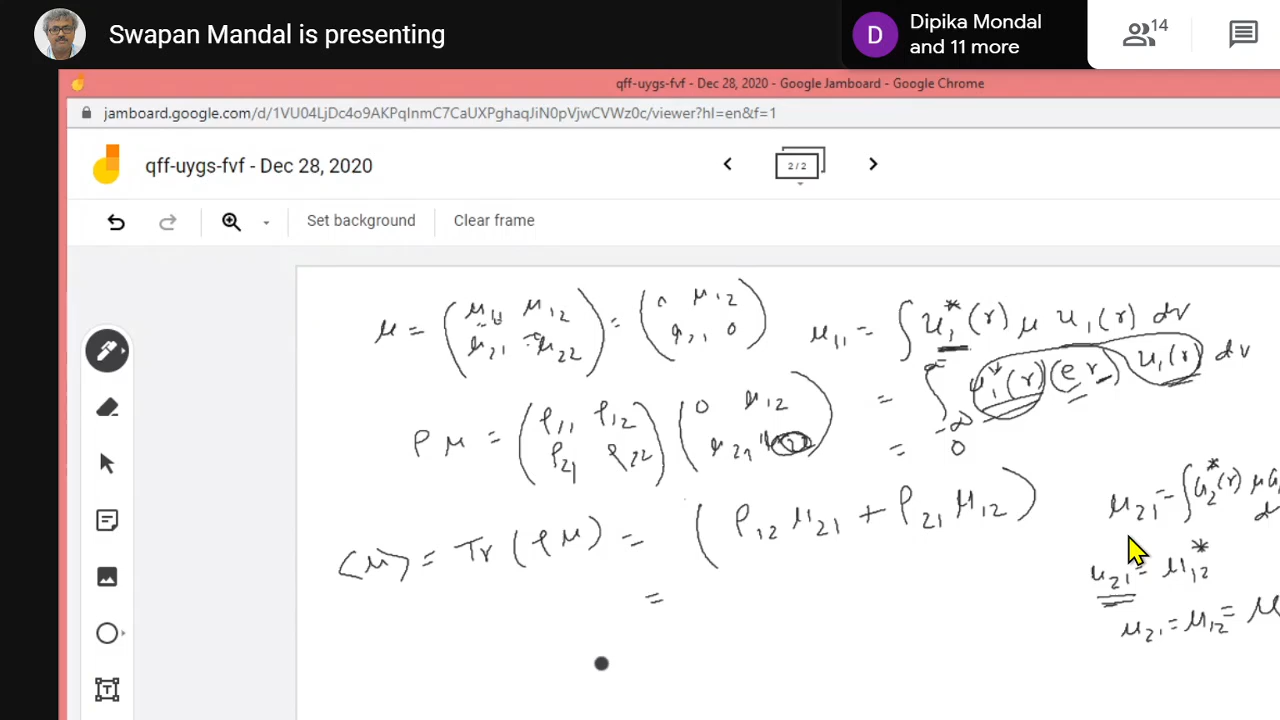 Swapan Mandal is presenting
D
Dipika Mondal
and 11 more
14
qff-uygs-fvf - Dec 28, 2020 - Google Jamboard - Google Chrome
jamboard.google.com/d/1VU04LjDc4o9AKPqInmC7CaUXPghaqJiN0pVjwCVWz0c/viewer?hl=en&f=1
qff-uygs-fvf - Dec 28, 2020
2 / 2
Set background
Clear frame
μ = (μ11 μ12 μ21 μ22) = (0 μ12 μ21 0)
μ11 = ∫ u1*(r) μ u1(r) dv
= ∫ u1*(r) (e r) u1(r) dv
∞
-∞
= 0
ρ μ = (ρ11 ρ12 ρ21 ρ22) (0 μ12 μ21
<μ> = Tr (ρμ) = (ρ12 μ21 + ρ21 μ12)
=
μ21 = ∫ u2*(r) μ u
μ21 = μ12*
μ21 = μ12 = μ
T